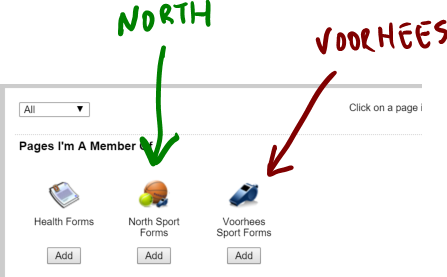 NORTH
VOORHEES
All
Click on a page i
Pages I'm A Member Of
Health Forms
North Sport
Forms
Voorhees
Sport Forms
Add
Add
Add